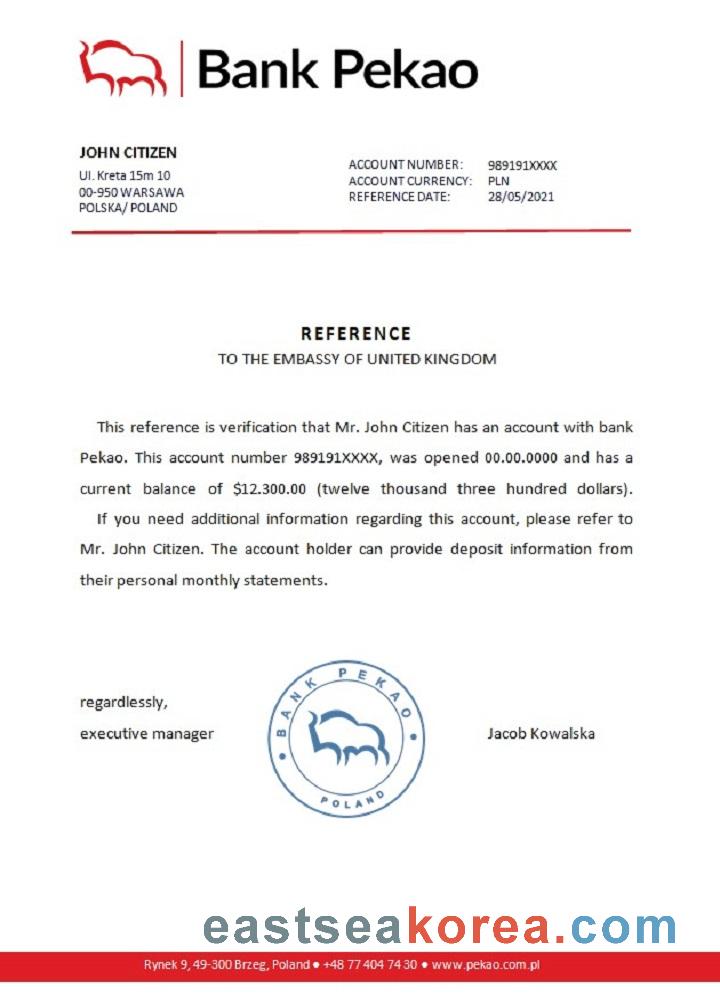 Bank Pekao
JOHN CITIZEN
Ul. Kreta 15m 10
00-950 WARSAWA
POLSKA/ POLAND
ACCOUNT NUMBER: 989191XXXX
ACCOUNT CURRENCY: PLN
REFERENCE DATE: 28/05/2021
REFERENCE
TO THE EMBASSY OF UNITED KINGDOM
This reference is verification that Mr. John Citizen has an account with bank
Pekao. This account number 989191XXXX, was opened 00.00.0000 and has a
current balance of $12.300.00 (twelve thousand three hundred dollars).
If you need additional information regarding this account, please refer to
Mr. John Citizen. The account holder can provide deposit information from
their personal monthly statements.
regardlessly,
executive manager
BANK PEKAO
POLAND
Jacob Kowalska
eastseakorea.com
Rynek 9, 49-300 Brzeg, Poland • +48 77 404 74 30 • www.pekao.com.pl